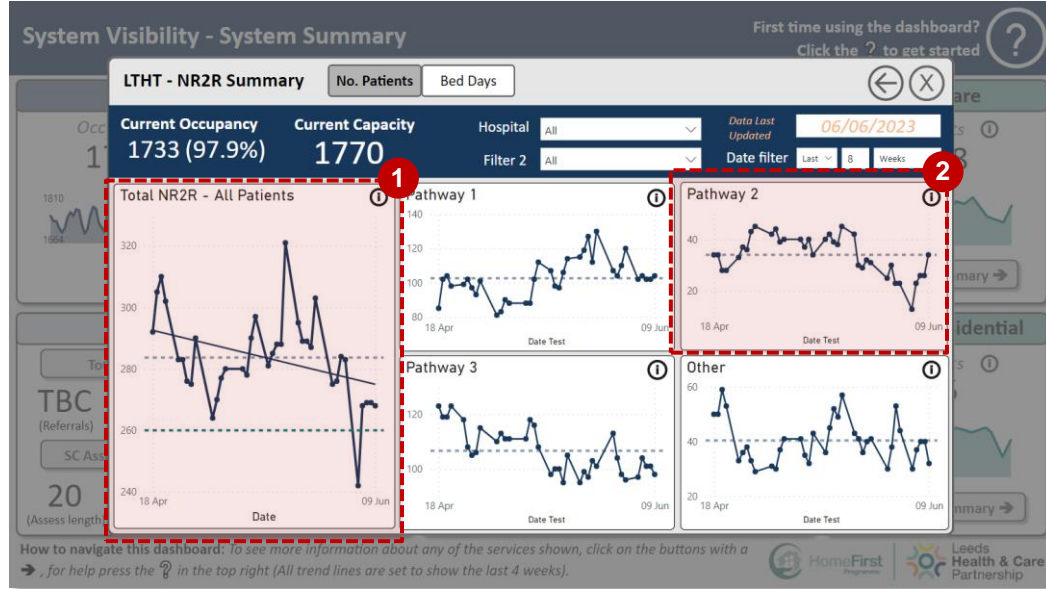 System Visibility - System Summary
First time using the dashboard?
Click the ? to get started
?
LTHT - NR2R Summary
No. Patients
Bed Days
X
are
Current Occupancy
1733 (97.9%)
Current Capacity
1770
Hospital
All
Filter 2
All
Data Last
Updated
06/06/2023
Date filter
Last
8
Weeks
1
2
Total NR2R - All Patients
i
320
300
280
260
240
18 Apr
09 Jun
Date
Pathway 1
i
140
120
100
80
18 Apr
09 Jun
Date Test
Pathway 2
i
40
20
18 Apr
09 Jun
Date Test
Pathway 3
i
120
100
18 Apr
09 Jun
Date Test
Other
i
60
40
20
18 Apr
09 Jun
Date Test
1810
1664
mary
idential
TBC
(Referrals)
SC Ass
20
(Assess length)
mmary
How to navigate this dashboard: To see more information about any of the services shown, click on the buttons with a
, for help press the ? in the top right (All trend lines are set to show the last 4 weeks).
HomeFirst
Programme
Leeds
Health & Care
Partnership